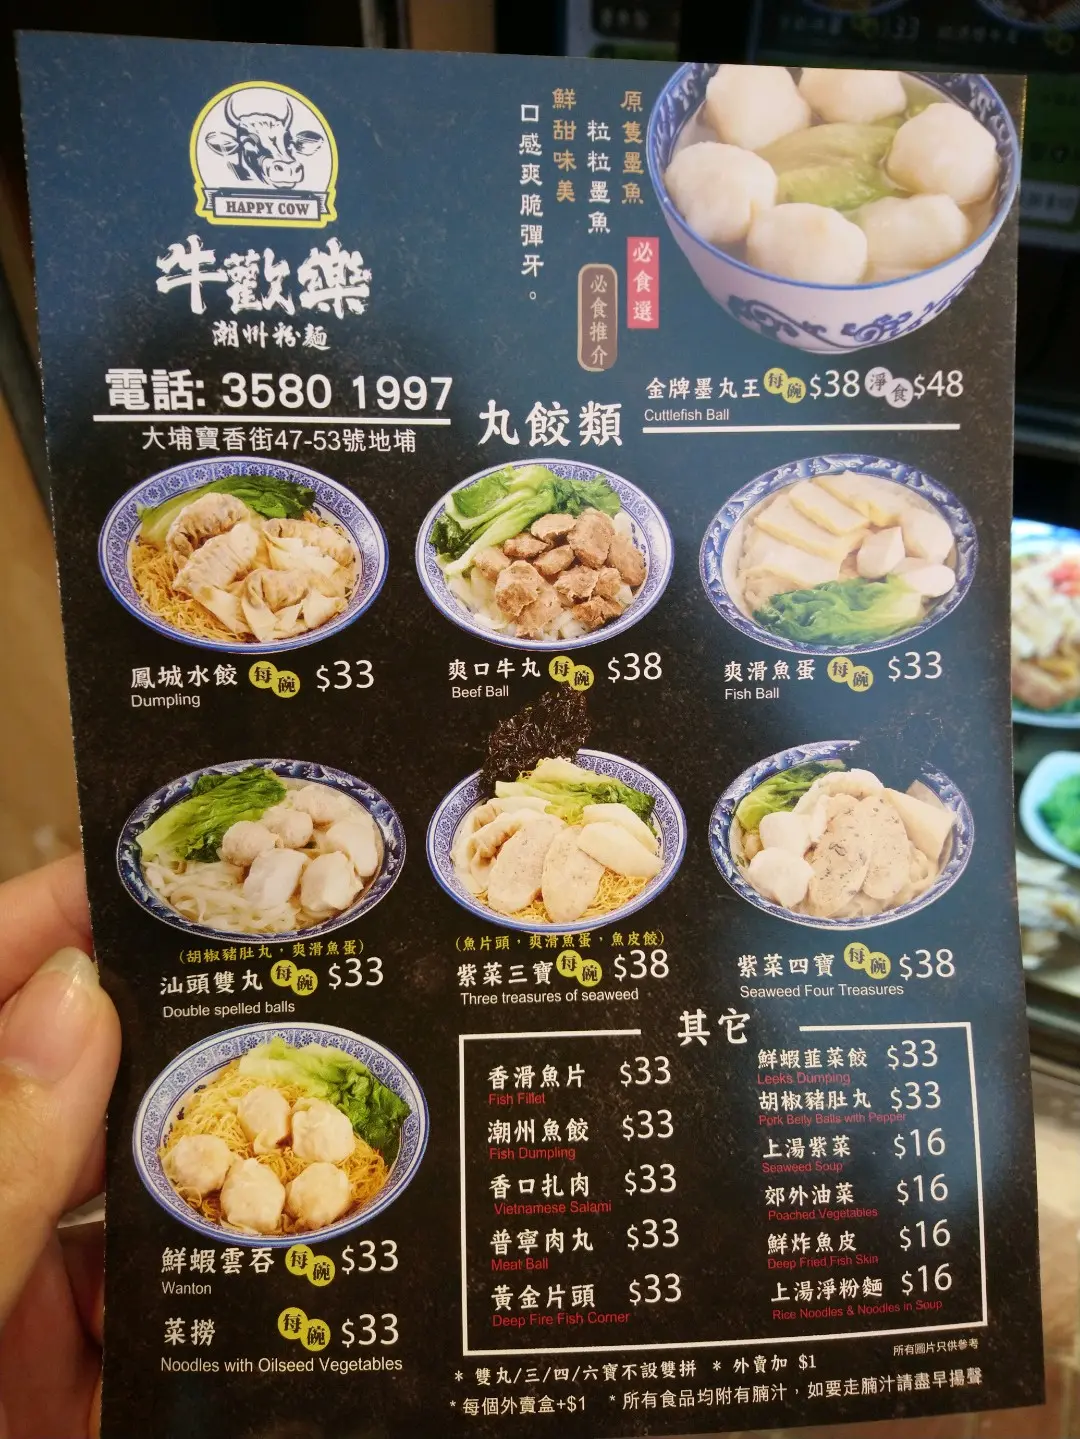 HAPPY COW
牛歡樂
潮州粉麵
電話: 3580 1997
大埔寶香街47-53號地埔
原隻墨魚
粒粒墨魚
鮮甜味美
口感爽脆彈牙。
必食選
必食推介
金牌墨丸王 每碗 $38 淨食 $48
Cuttlefish Ball
丸餃類
鳳城水餃 每碗 $33
Dumpling
爽口牛丸 每碗 $38
Beef Ball
爽滑魚蛋 每碗 $33
Fish Ball
(胡椒豬肚丸，爽滑魚蛋)
汕頭雙丸 每碗 $33
Double spelled balls
(魚片頭，爽滑魚蛋，魚皮餃)
紫菜三寶 每碗 $38
Three treasures of seaweed
紫菜四寶 每碗 $38
Seaweed Four Treasures
鮮蝦雲吞 每碗 $33
Wanton
菜撈 每碗 $33
Noodles with Oilseed Vegetables
其它
香滑魚片 $33
Fish Fillet
潮州魚餃 $33
Fish Dumpling
香口扎肉 $33
Vietnamese Salami
普寧肉丸 $33
Meat Ball
黃金片頭 $33
Deep Fire Fish Corner
鮮蝦韮菜餃 $33
Leeks Dumping
胡椒豬肚丸 $33
Pork Belly Balls with Pepper
上湯紫菜 $16
Seaweed Soup
郊外油菜 $16
Poached Vegetables
鮮炸魚皮 $16
Deep Fried Fish Skin
上湯淨粉麵 $16
Rice Noodles & Noodles in Soup
所有圖片只供參考
* 雙丸/三/四/六寶不設雙拼 * 外賣加 $1
* 每個外賣盒+$1 * 所有食品均附有腩汁，如要走腩汁請盡早揚聲